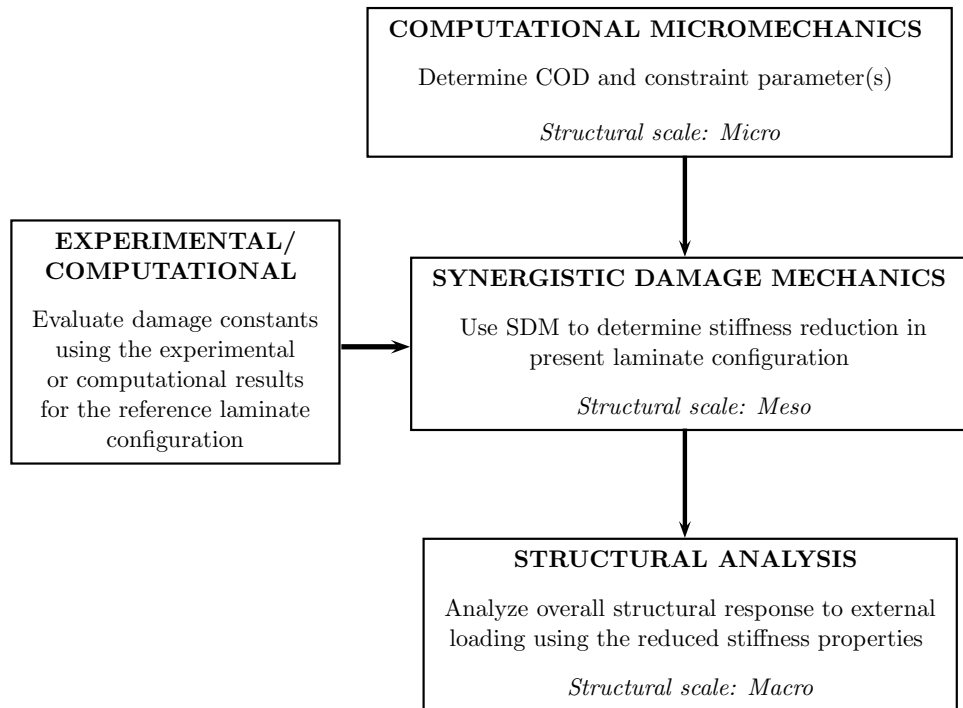 COMPUTATIONAL MICROMECHANICS
Determine COD and constraint parameter(s)
Structural scale: Micro
EXPERIMENTAL/
COMPUTATIONAL
Evaluate damage constants
using the experimental
or computational results
for the reference laminate
configuration
SYNERGISTIC DAMAGE MECHANICS
Use SDM to determine stiffness reduction in
present laminate configuration
Structural scale: Meso
STRUCTURAL ANALYSIS
Analyze overall structural response to external
loading using the reduced stiffness properties
Structural scale: Macro